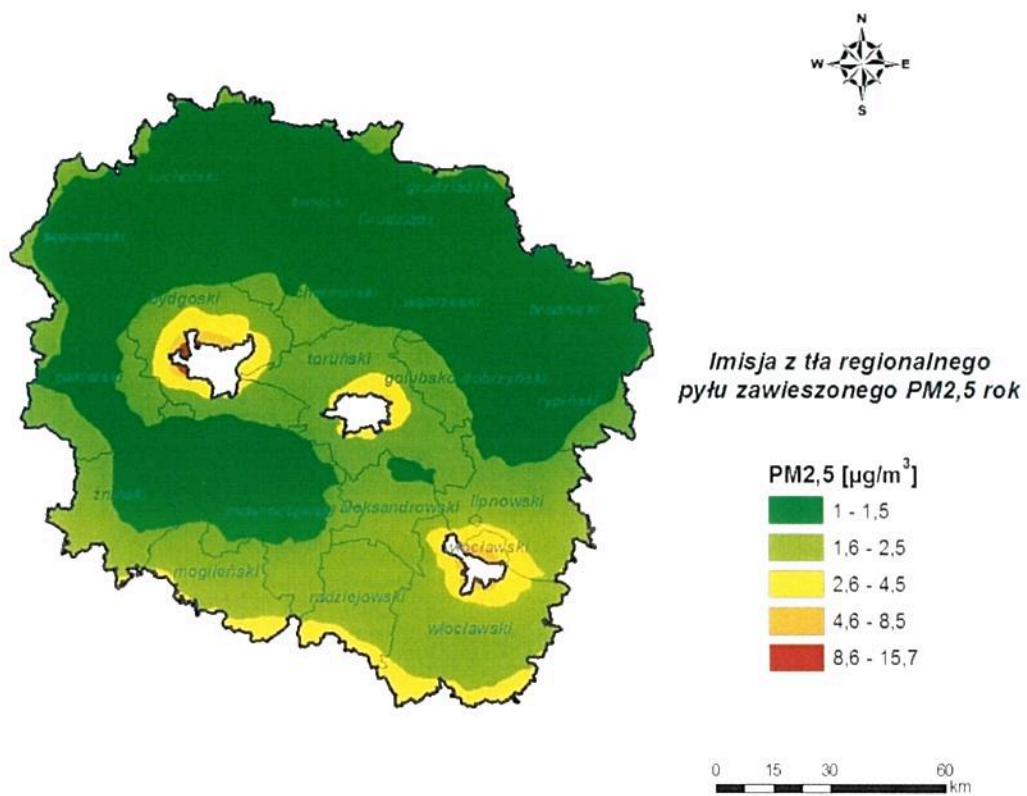 N
W E
S
tucholski
świecki
grudziądzki
Grudziądz
sępoleński
bydgoski
chełmiński
wąbrzeski
brodnicki
toruński
nakielski
golubsko-dobrzyński
rypiński
żniński
inowrocławski
aleksandrowski
lipnowski
włocławski
mogileński
radziejowski
włocławski
Imisja z tła regionalnego
pyłu zawieszonego PM2,5 rok
PM2,5 [µg/m³]
1 - 1,5
1,6 - 2,5
2,6 - 4,5
4,6 - 8,5
8,6 - 15,7
0 15 30 60
km